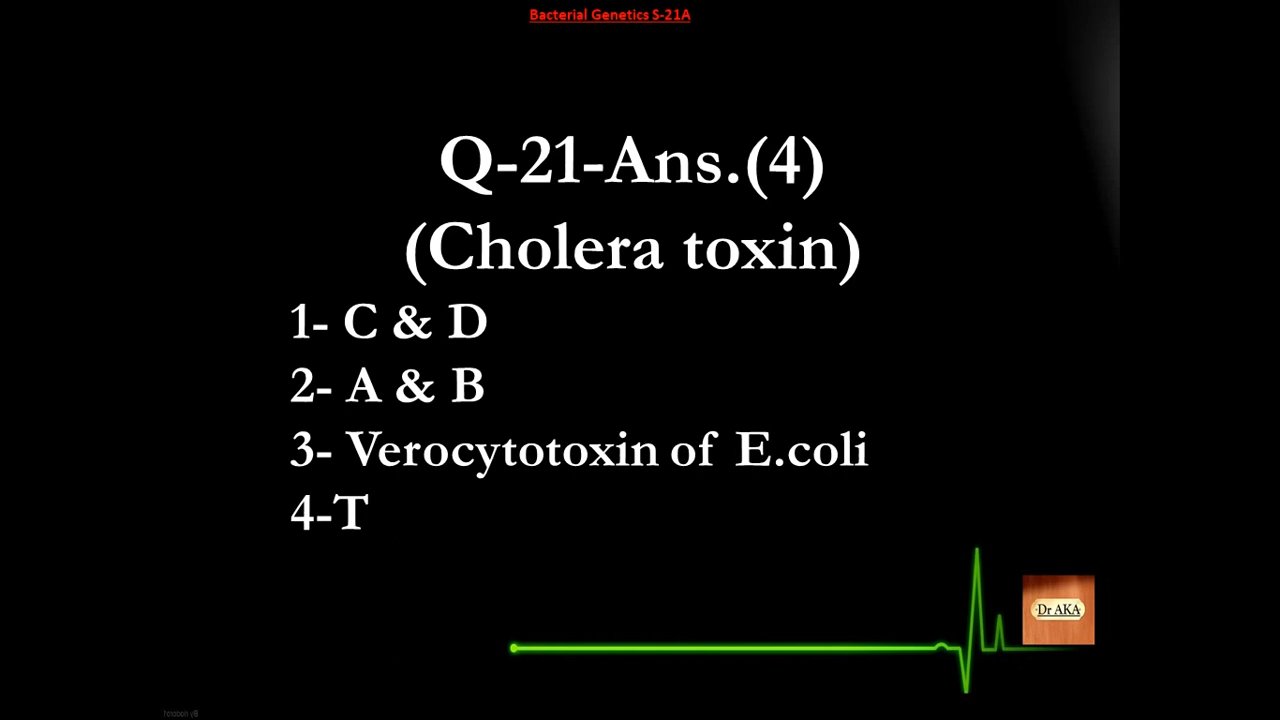 Bacterial Genetics S-21A
Q-21-Ans.(4)
(Cholera toxin)
1- C & D
2- A & B
3- Verocytotoxin of E.coli
4-T
Dr AKA